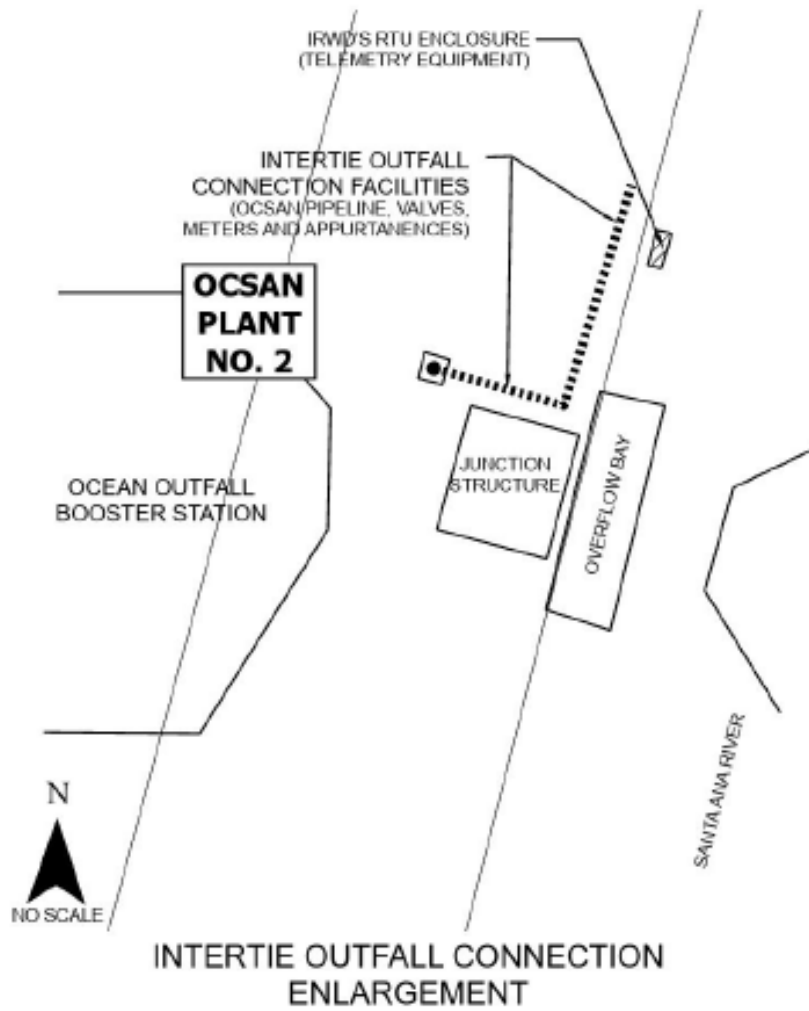 IRWD'S RTU ENCLOSURE
(TELEMETRY EQUIPMENT)
INTERTIE OUTFALL
CONNECTION FACILITIES
(OCSAN PIPELINE, VALVES,
METERS AND APPURTANENCES)
OCSAN
PLANT
NO. 2
JUNCTION
STRUCTURE
OVERFLOW BAY
OCEAN OUTFALL
BOOSTER STATION
SANTA ANA RIVER
N
NO SCALE
INTERTIE OUTFALL CONNECTION
ENLARGEMENT